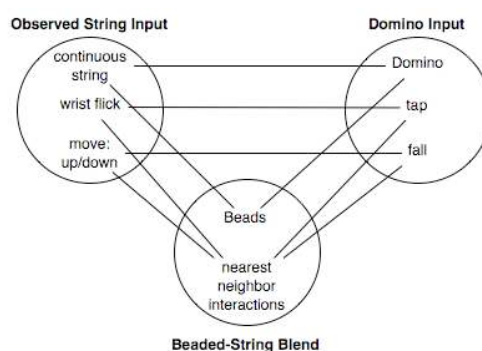 Observed String Input
Domino Input
continuous
string
Domino
wrist flick
tap
move:
up/down
fall
Beads
nearest
neighbor
interactions
Beaded-String Blend